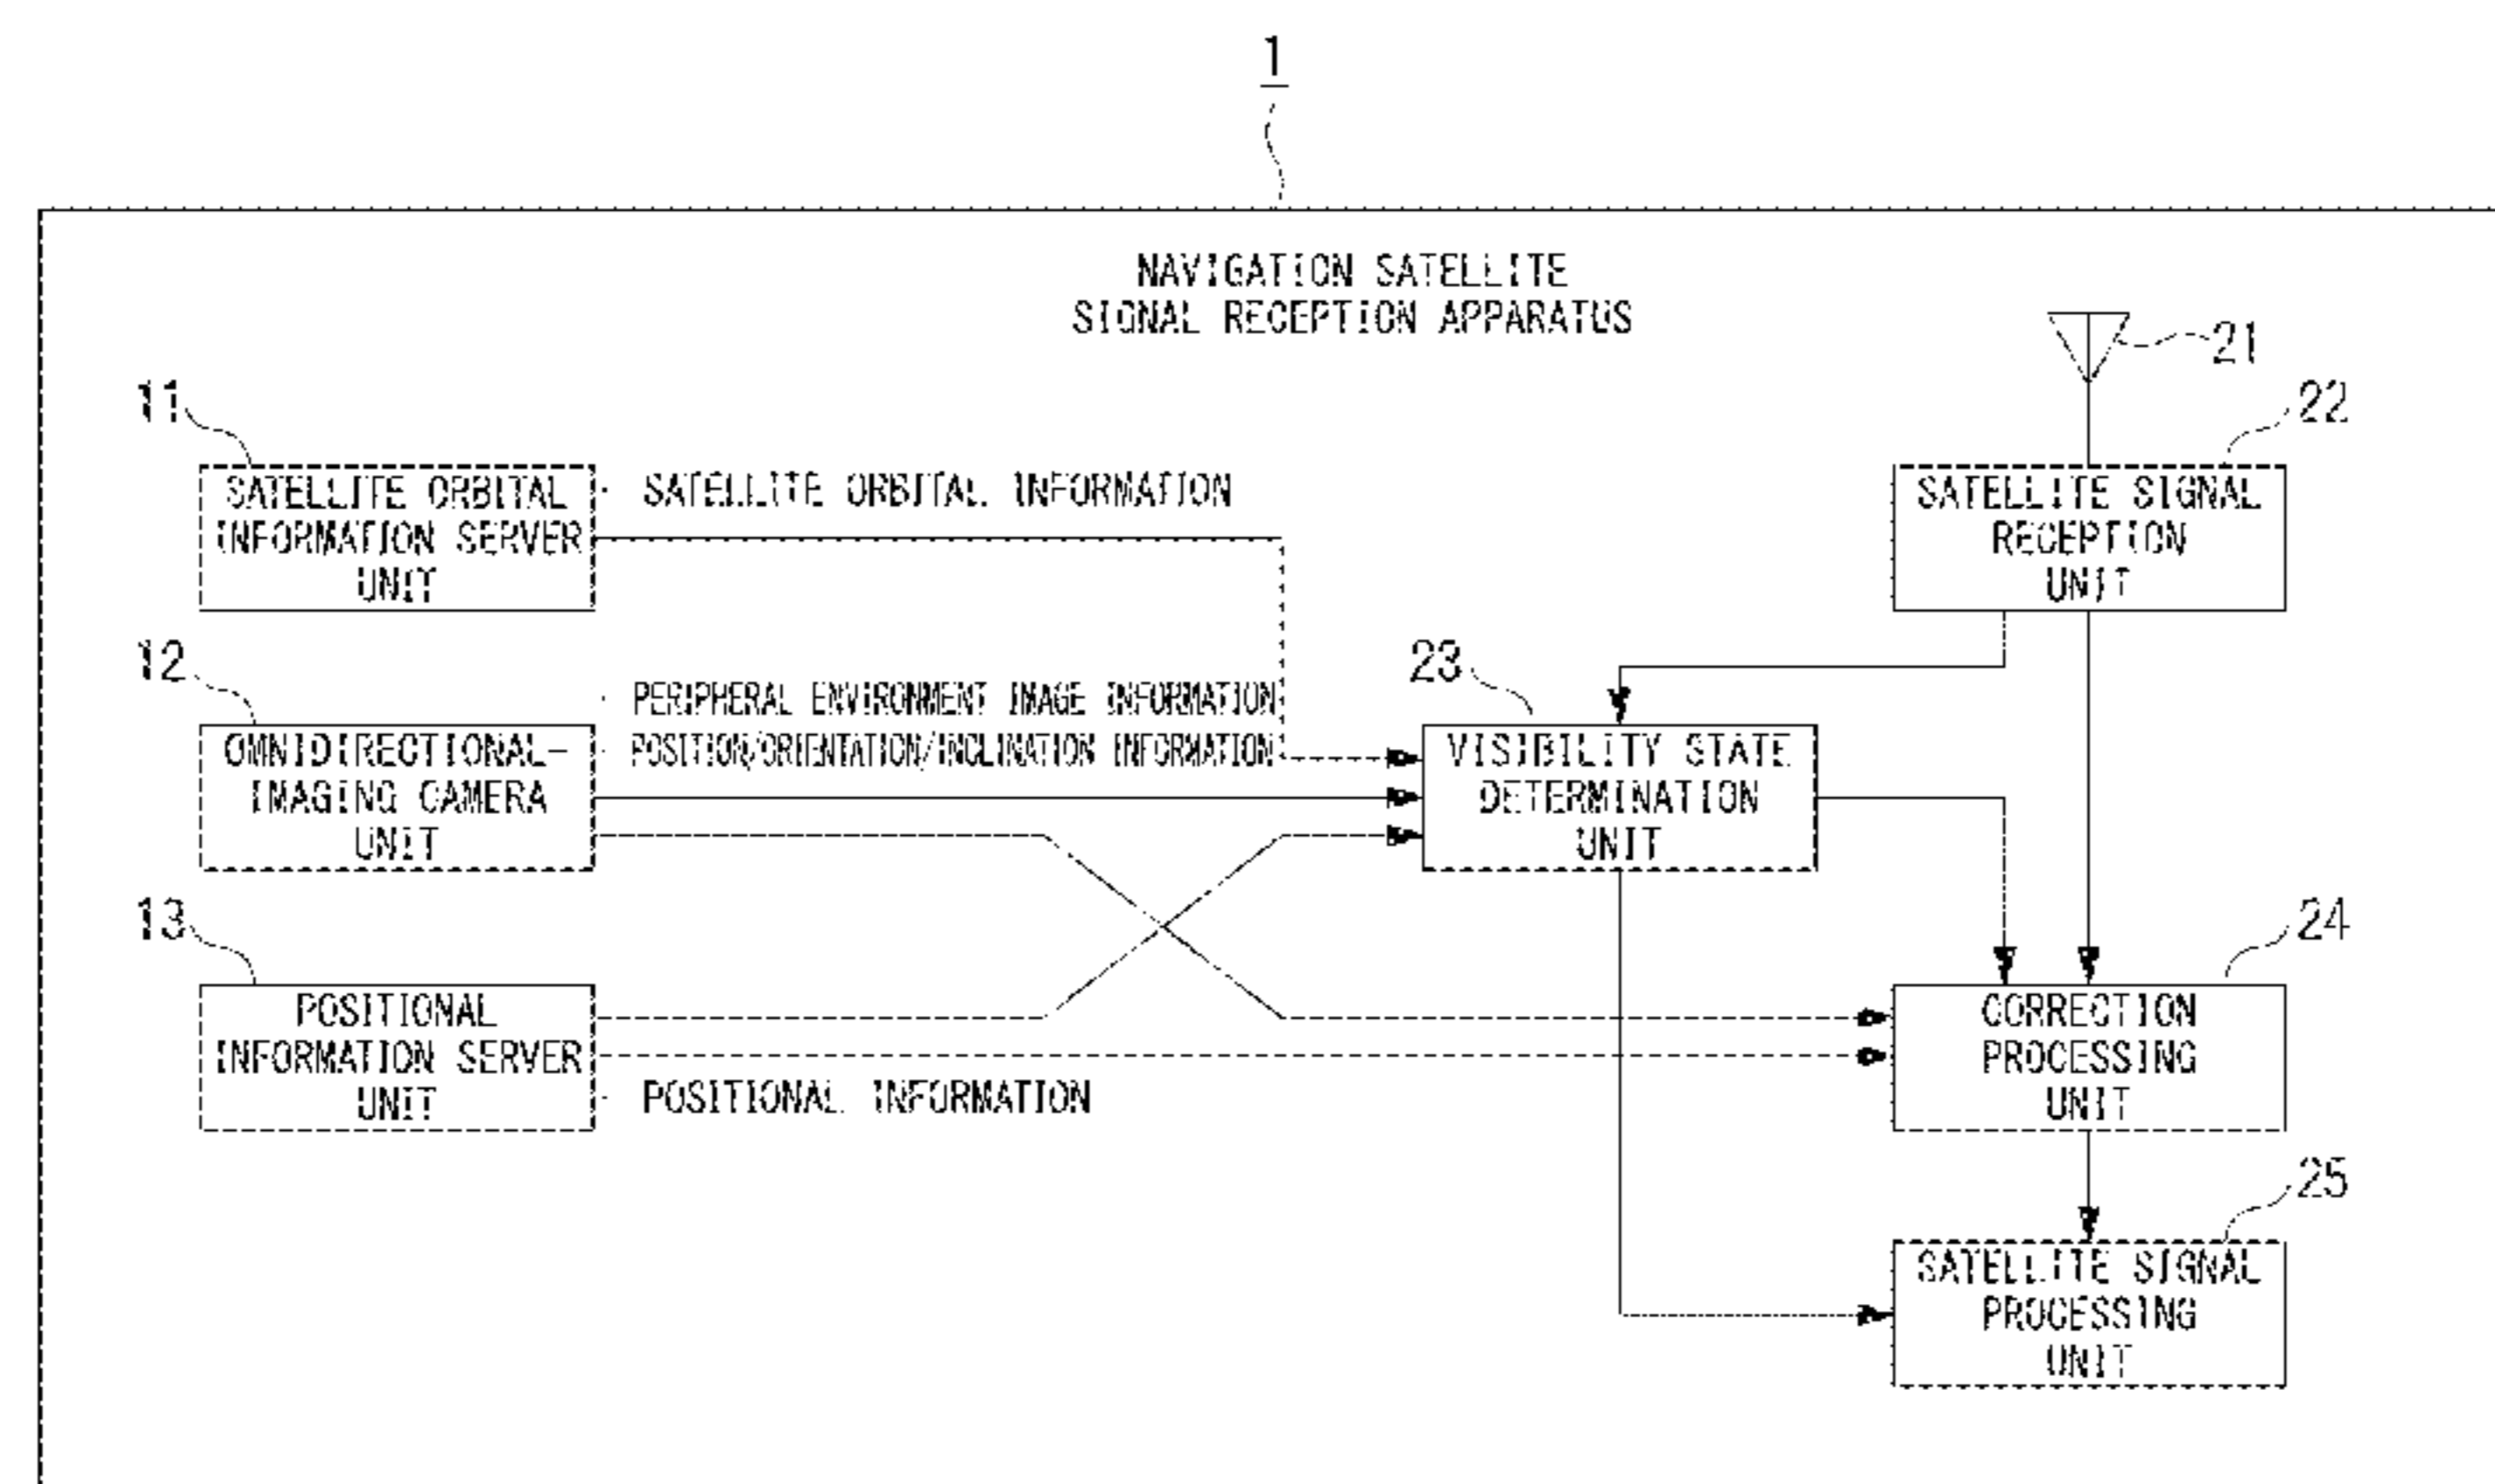 1
NAVIGATION SATELLITE
SIGNAL RECEPTION APPARATUS
21
11
22
SATELLITE ORBITAL
INFORMATION SERVER
UNIT
· SATELLITE ORBITAL INFORMATION
SATELLITE SIGNAL
RECEPTION
UNIT
12
23
· PERIPHERAL ENVIRONMENT IMAGE INFORMATION
· POSITION/ORIENTATION/INCLINATION INFORMATION
OMNIDIRECTIONAL-
IMAGING CAMERA
UNIT
VISIBILITY STATE
DETERMINATION
UNIT
13
24
POSITIONAL
INFORMATION SERVER
UNIT
· POSITIONAL INFORMATION
CORRECTION
PROCESSING
UNIT
25
SATELLITE SIGNAL
PROCESSING
UNIT